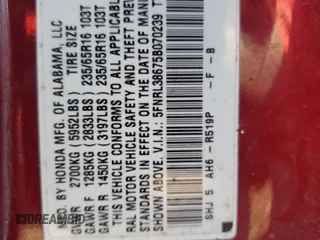 MFD. BY HONDA MFG. OF ALABAMA, LLC
TIRE SIZE
GVWR 2700KG (5952LBS)
GAWR F 1285KG (2833LBS) 235/65R16 103T
GAWR R 1450KG (3197LBS) 235/65R16 103T
THIS VEHICLE CONFORMS TO ALL APPLICABLE
RAL MOTOR VEHICLE SAFETY AND THEFT PREV
STANDARDS IN EFFECT ON THE DATE OF MANU
SHOWN ABOVE. V.I.N.: 5FNRL38675B070239 T
SHJ 5 AH6 - R519P - F - B